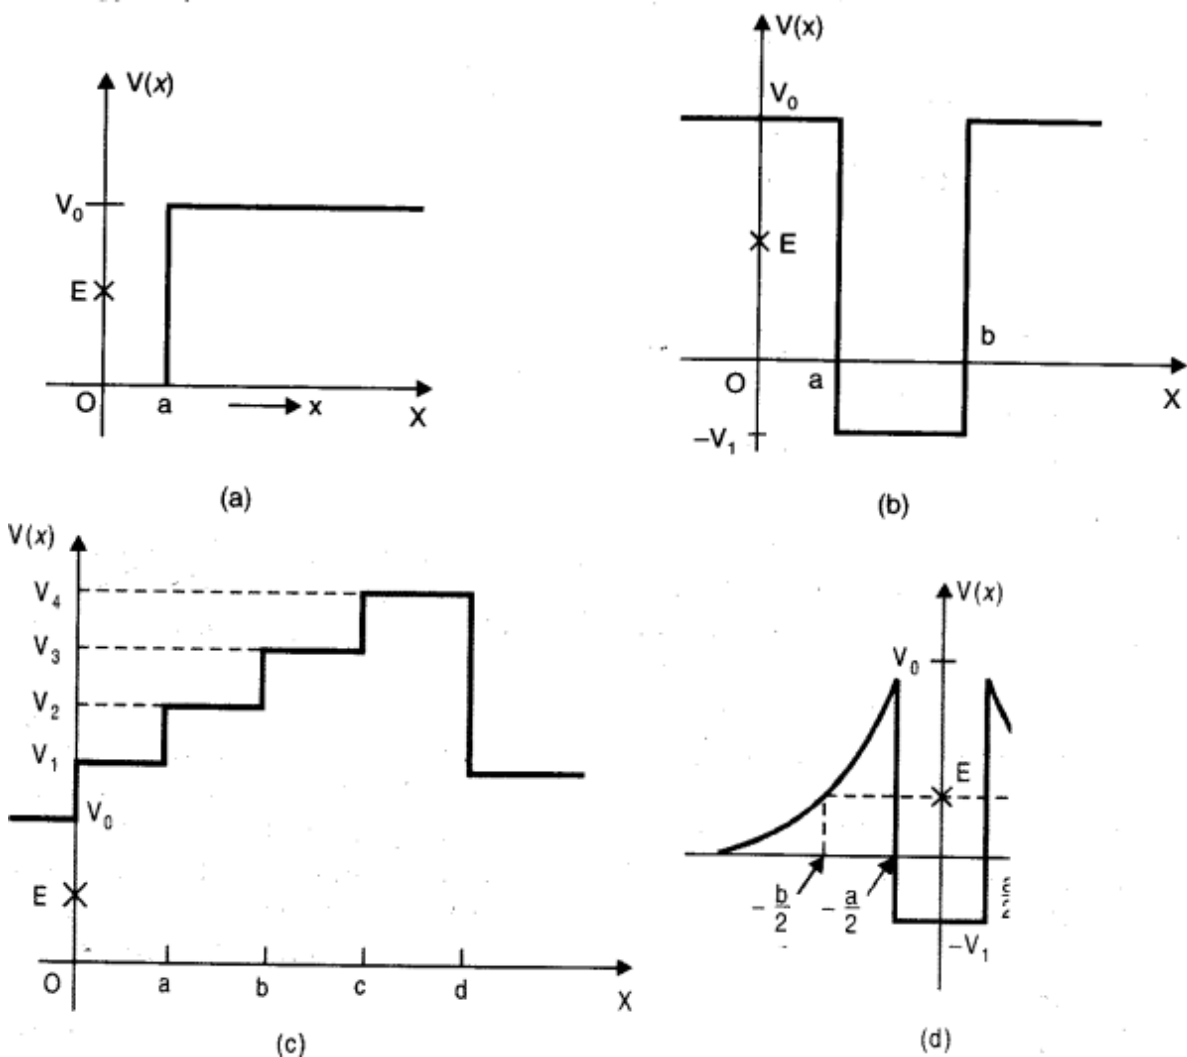 V(x)
V₀
E
O a x X
(a)
V(x)
V₀
E
b
O a X
−V₁
(b)
V(x)
V₄
V₃
V₂
V₁
V₀
E
O a b c d X
(c)
V(x)
V₀
E
−b/2 −a/2
−V₁
(d)